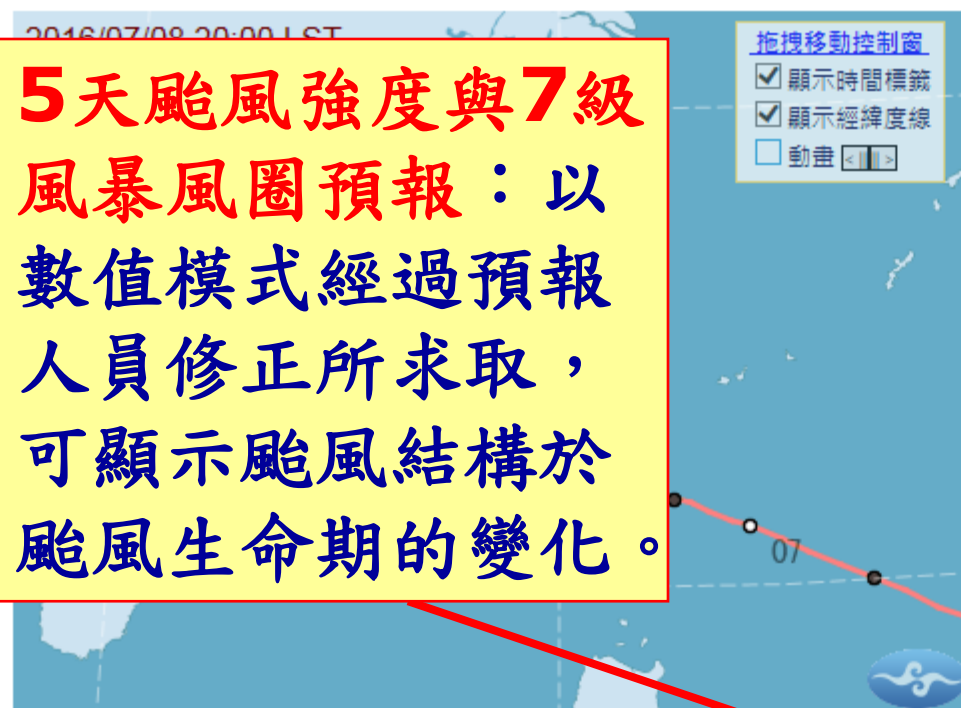 2016/07/08 20:00 LST
拖拽移動控制窗
顯示時間標籤
顯示經緯度線
動畫
5天颱風強度與7級
風暴風圈預報：以
數值模式經過預報
人員修正所求取，
可顯示颱風結構於
颱風生命期的變化。
07